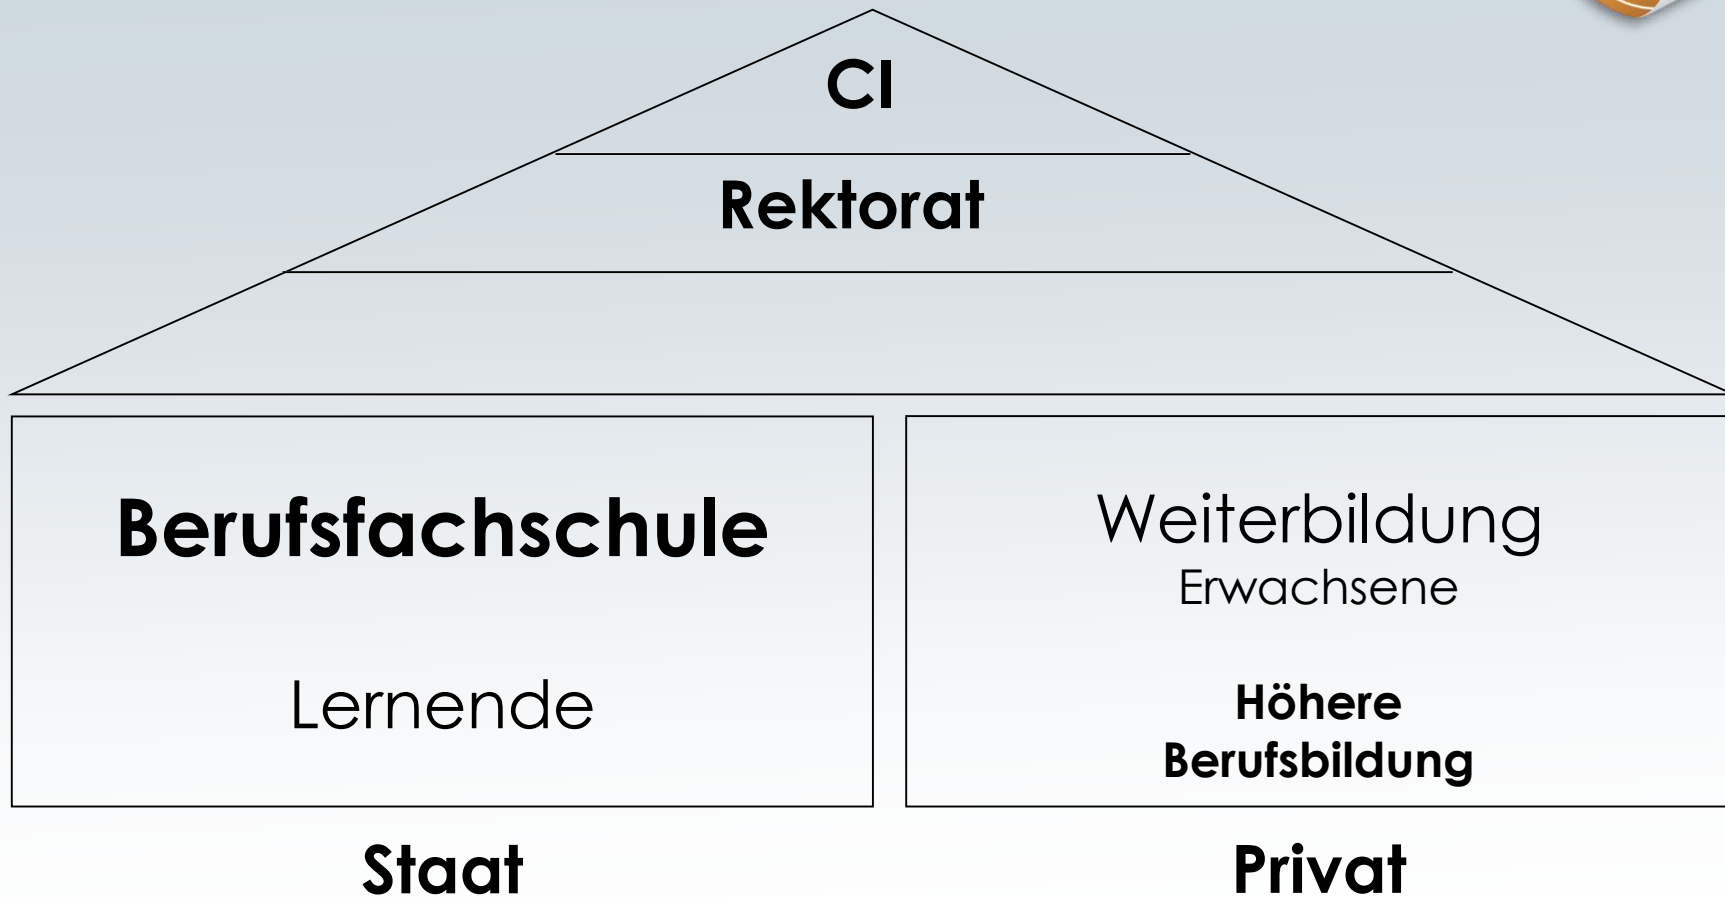 CI
Rektorat
Berufsfachschule
Lernende
Weiterbildung
Erwachsene
Höhere
Berufsbildung
Staat
Privat